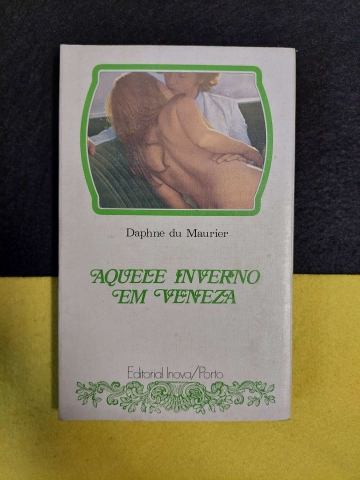 Daphne du Maurier
AQUELE INVERNO
EM VENEZA
Editorial Inova/Porto